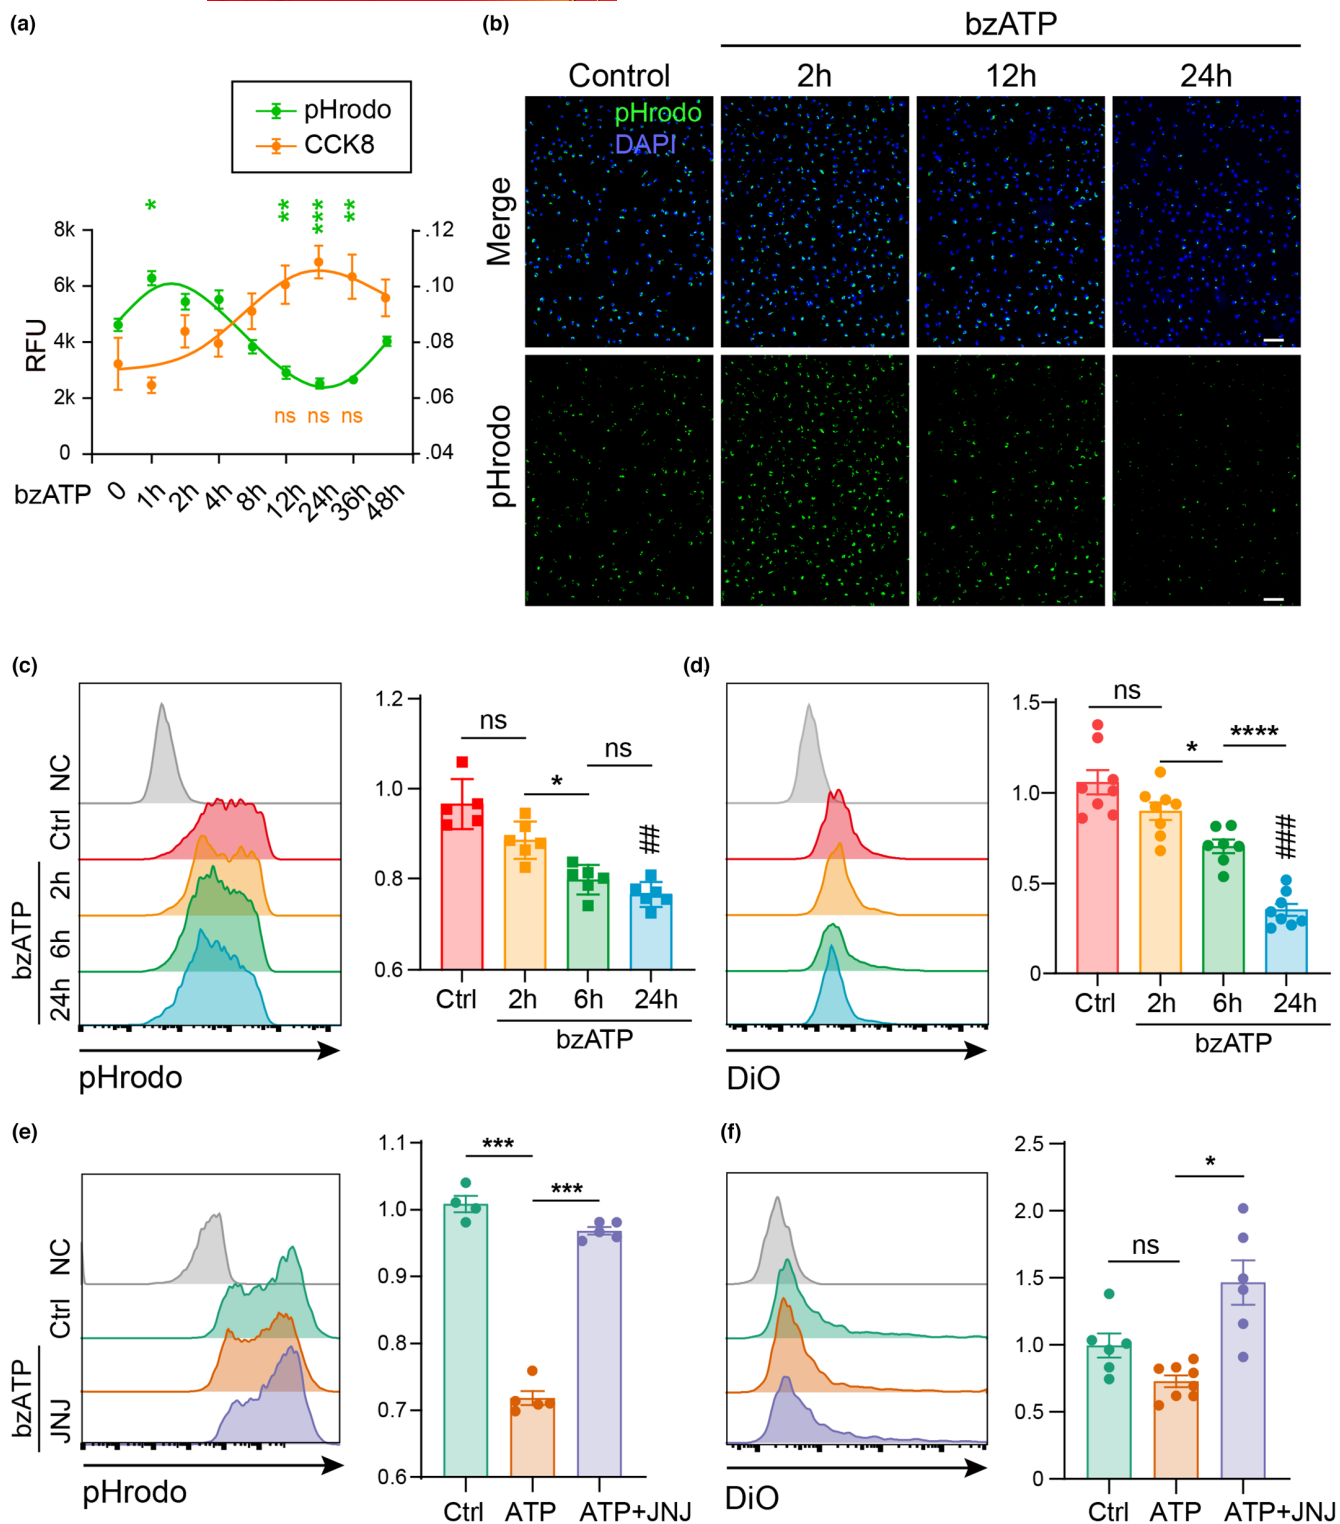 (a)
pHrodo
CCK8
* ** *** **
8k
6k
4k
2k
0
RFU
.12
.10
.08
.06
.04
ns ns ns
bzATP 0 1h 2h 4h 8h 12h 24h 36h 48h
(b)
bzATP
Control 2h 12h 24h
pHrodo
DAPI
Merge
pHrodo
(c)
NC
Ctrl
2h
6h
24h
bzATP
pHrodo
1.2
1.0
0.8
0.6
ns
*
ns
##
Ctrl 2h 6h 24h
bzATP
(d)
DiO
1.5
1.0
0.5
0
ns
*
****
###
Ctrl 2h 6h 24h
bzATP
(e)
NC
Ctrl
bzATP
JNJ
pHrodo
1.1
1.0
0.9
0.8
0.7
0.6
***
***
Ctrl ATP ATP+JNJ
(f)
DiO
2.5
2.0
1.5
1.0
0.5
0
ns
*
Ctrl ATP ATP+JNJ